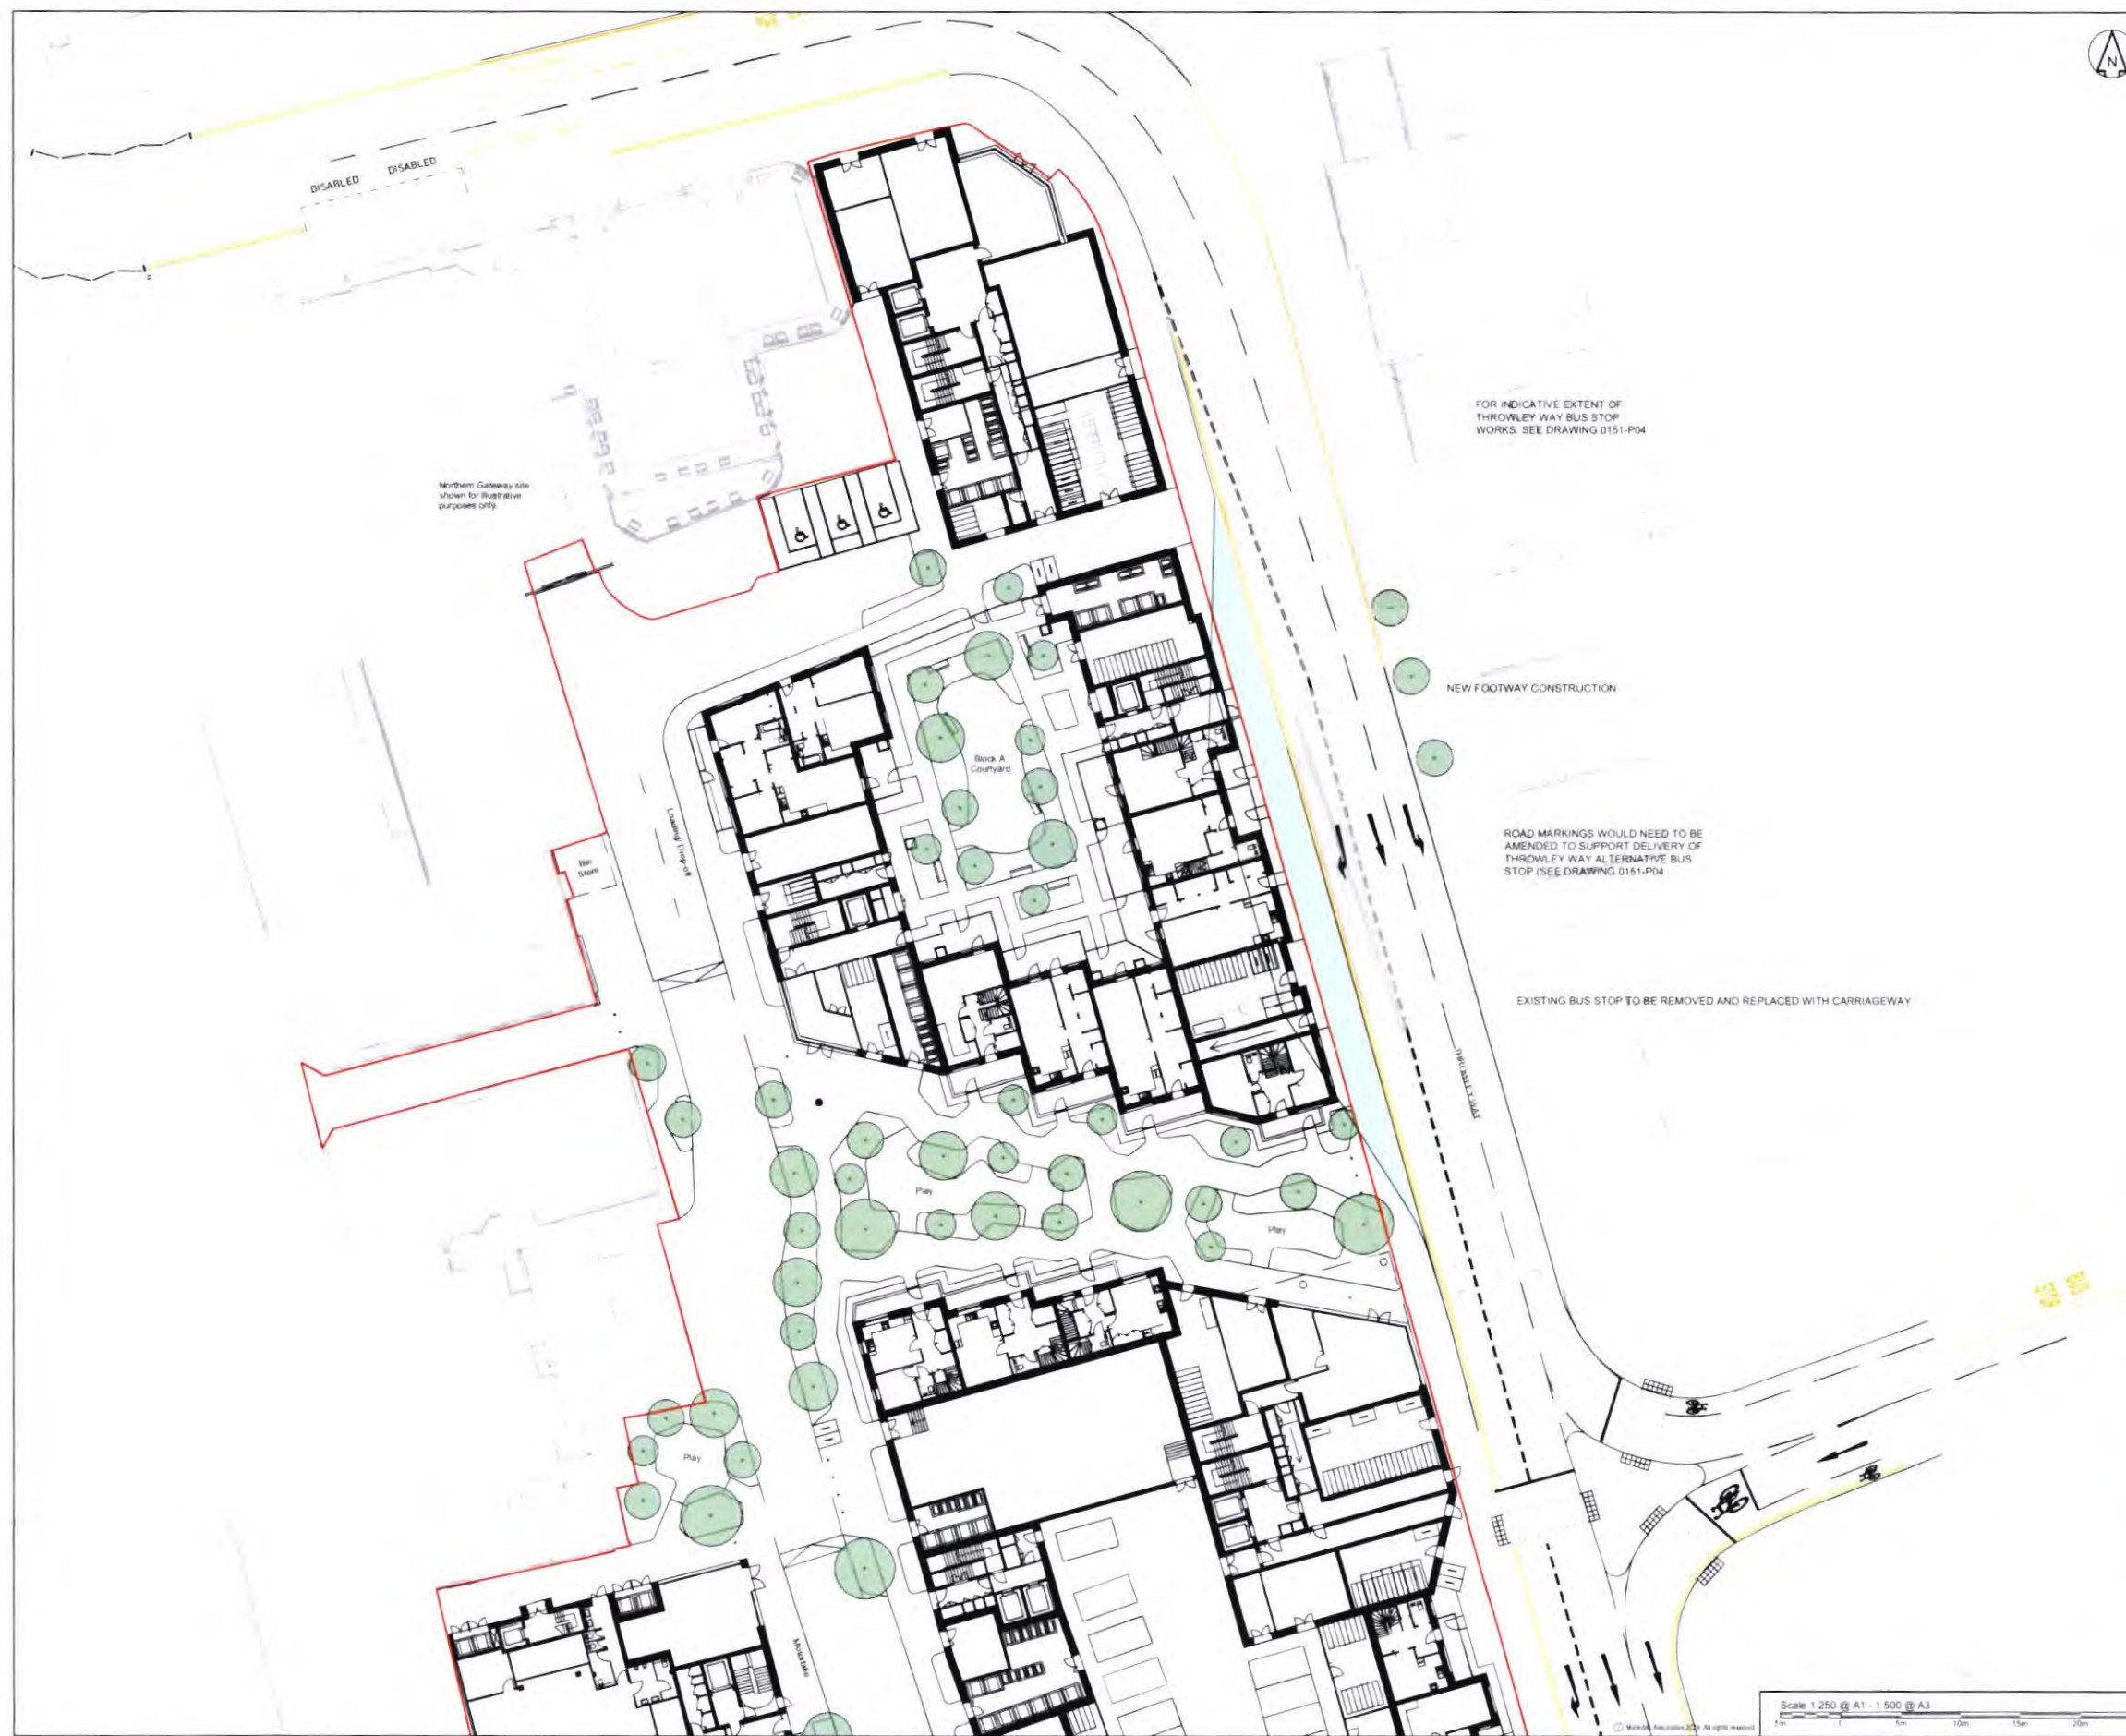 N
DISABLED
DISABLED
FOR INDICATIVE EXTENT OF
THROWLEY WAY BUS STOP
WORKS. SEE DRAWING 0151-P04
Northern Gateway site
shown for illustrative
purposes only.
NEW FOOTWAY CONSTRUCTION
Block A
Courtyard
Loading Drop-off
ROAD MARKINGS WOULD NEED TO BE
AMENDED TO SUPPORT DELIVERY OF
THROWLEY WAY ALTERNATIVE BUS
STOP (SEE DRAWING 0151-P04
Bin
Store
EXISTING BUS STOP TO BE REMOVED AND REPLACED WITH CARRIAGEWAY
THROWLEY WAY
Play
Play
Play
Scale 1:250 @ A1 - 1:500 @ A3
5m 0 5m 10m 15m 20m